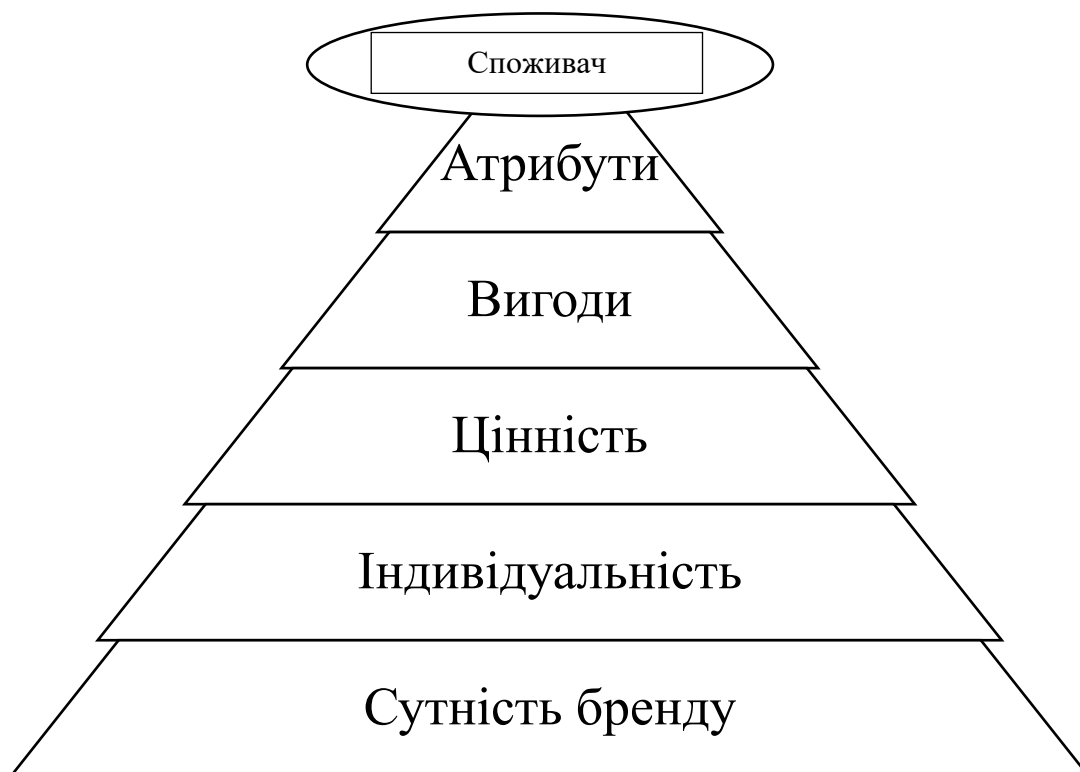 Споживач
Атрибути
Вигоди
Цінність
Індивідуальність
Сутність бренду